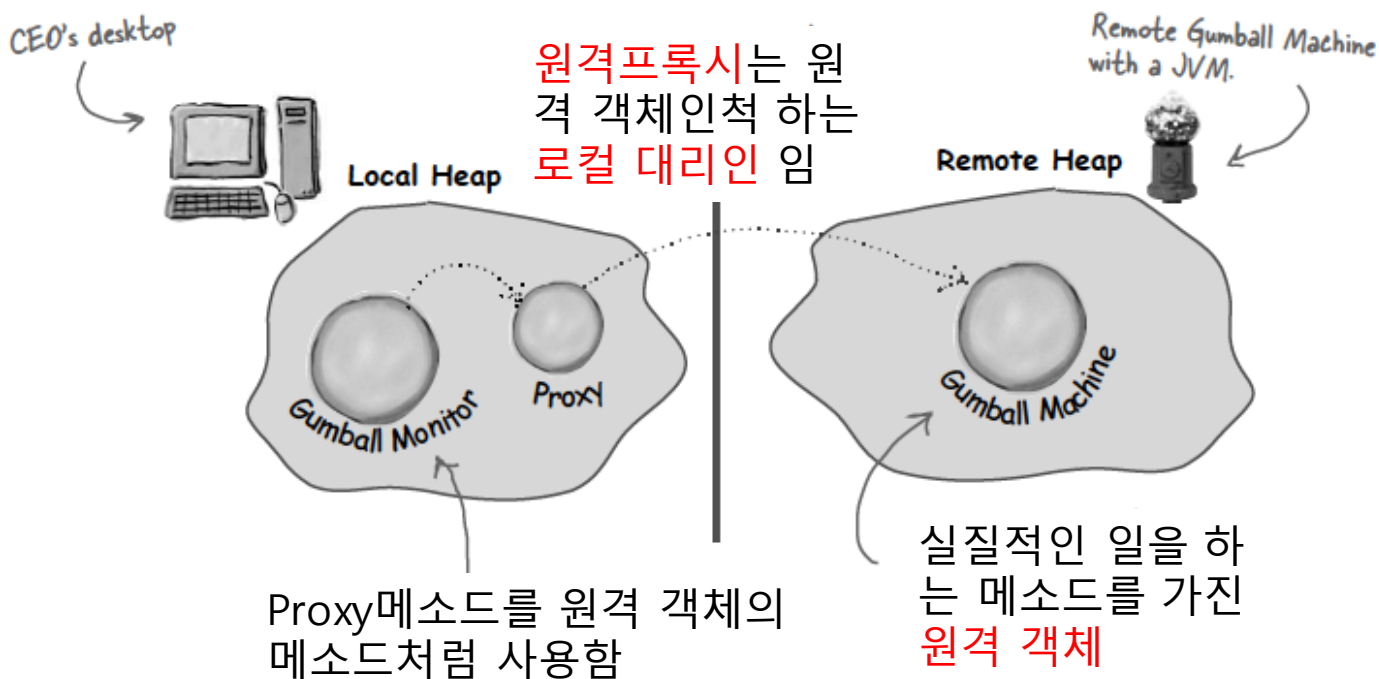 CEO's desktop
원격프록시는 원
격 객체인척 하는
로컬 대리인 임
Remote Gumball Machine
with a JVM.
Local Heap
Remote Heap
Gumball Monitor
Proxy
Gumball Machine
Proxy메소드를 원격 객체의
메소드처럼 사용함
실질적인 일을 하
는 메소드를 가진
원격 객체